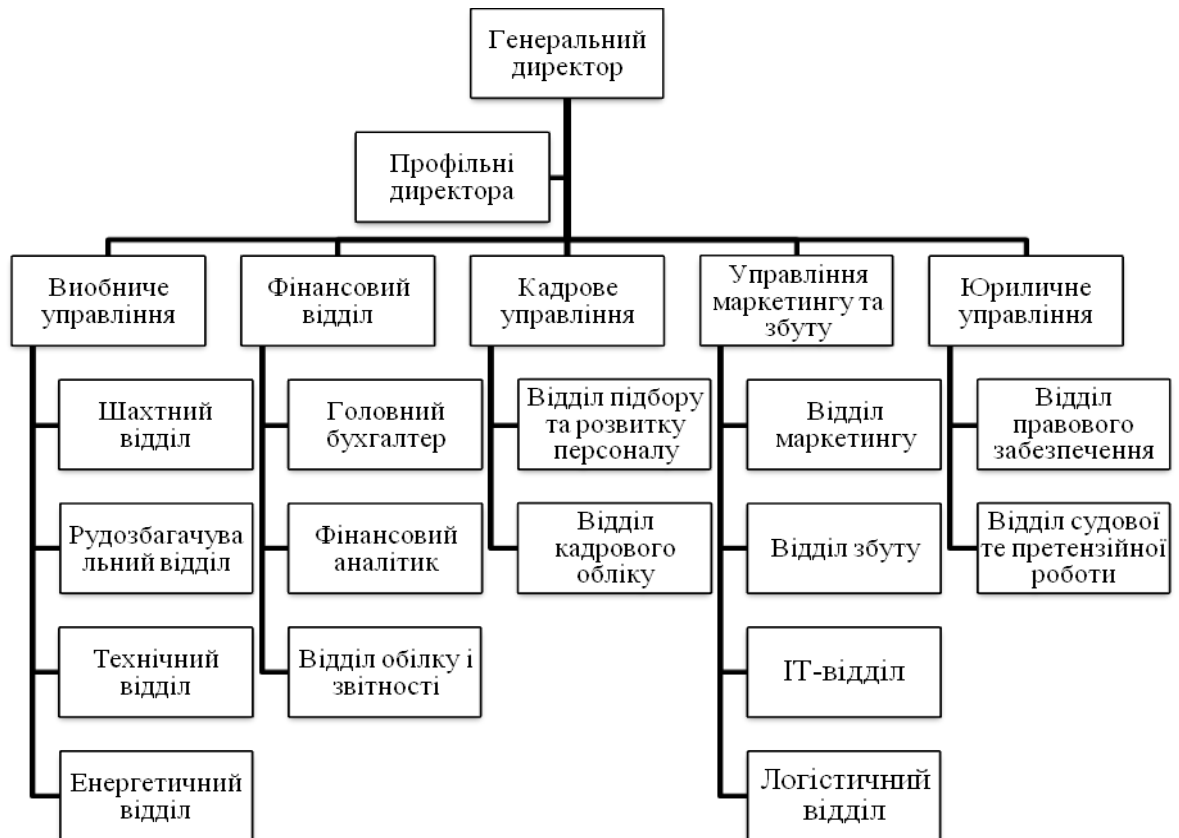 Генеральний
директор
Профільні
директора
Виобниче
управління
Фінансовий
відділ
Кадрове
управління
Управління
маркетингу та
збуту
Юриличне
управління
Шахтний
відділ
Головний
бухгалтер
Відділ підбору
та розвитку
персоналу
Відділ
маркетингу
Відділ
правового
забезпечення
Рудозбагачува
льний відділ
Фінансовий
аналітик
Відділ
кадрового
обліку
Відділ збуту
Відділ судової
те претензійної
роботи
Технічний
відділ
Відділ обілку і
звітності
ІТ-відділ
Енергетичний
відділ
Логістичний
відділ